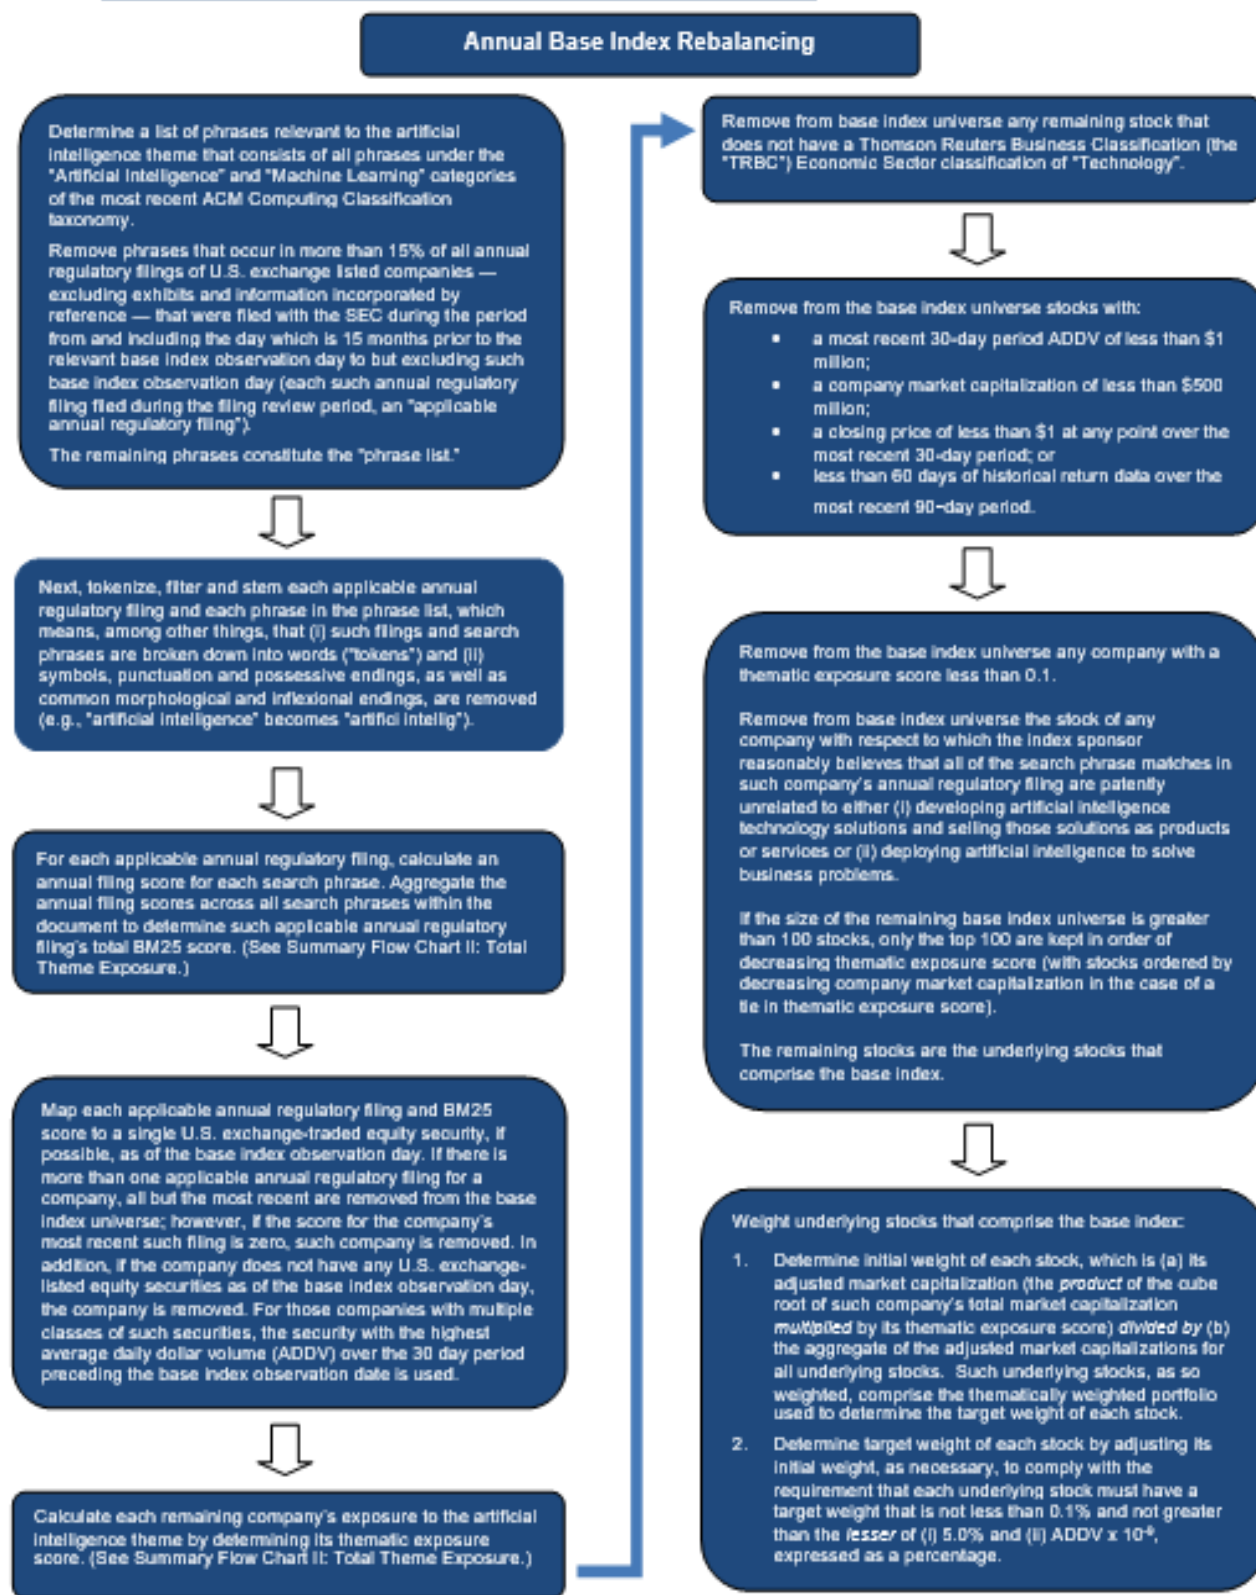 Annual Base Index Rebalancing
Determine a list of phrases relevant to the artificial
intelligence theme that consists of all phrases under the
"Artificial Intelligence" and "Machine Learning" categories
of the most recent ACM Computing Classification
taxonomy.
Remove phrases that occur in more than 15% of all annual
regulatory filings of U.S. exchange listed companies —
excluding exhibits and information incorporated by
reference — that were filed with the SEC during the period
from and including the day which is 15 months prior to the
relevant base index observation day to but excluding such
base index observation day (each such annual regulatory
filing filed during the filing review period, an "applicable
annual regulatory filing").
The remaining phrases constitute the "phrase list."
Next, tokenize, filter and stem each applicable annual
regulatory filing and each phrase in the phrase list, which
means, among other things, that (i) such filings and search
phrases are broken down into words ("tokens") and (ii)
symbols, punctuation and possessive endings, as well as
common morphological and inflexional endings, are removed
(e.g., "artificial intelligence" becomes "artifici intellig").
For each applicable annual regulatory filing, calculate an
annual filing score for each search phrase. Aggregate the
annual filing scores across all search phrases within the
document to determine such applicable annual regulatory
filing's total BM25 score. (See Summary Flow Chart II: Total
Theme Exposure.)
Map each applicable annual regulatory filing and BM25
score to a single U.S. exchange-traded equity security, if
possible, as of the base index observation day. If there is
more than one applicable annual regulatory filing for a
company, all but the most recent are removed from the base
index universe; however, if the score for the company's
most recent such filing is zero, such company is removed. In
addition, if the company does not have any U.S. exchange-
listed equity securities as of the base index observation day,
the company is removed. For those companies with multiple
classes of such securities, the security with the highest
average daily dollar volume (ADDV) over the 30 day period
preceding the base index observation date is used.
Calculate each remaining company's exposure to the artificial
intelligence theme by determining its thematic exposure
score. (See Summary Flow Chart II: Total Theme Exposure.)
Remove from base index universe any remaining stock that
does not have a Thomson Reuters Business Classification (the
"TRBC") Economic Sector classification of "Technology".
Remove from the base index universe stocks with:
▪ a most recent 30-day period ADDV of less than $1
million;
▪ a company market capitalization of less than $500
million;
▪ a closing price of less than $1 at any point over the
most recent 30-day period; or
▪ less than 60 days of historical return data over the
most recent 90-day period.
Remove from the base index universe any company with a
thematic exposure score less than 0.1.
Remove from base index universe the stock of any
company with respect to which the index sponsor
reasonably believes that all of the search phrase matches in
such company's annual regulatory filing are patently
unrelated to either (i) developing artificial intelligence
technology solutions and selling those solutions as products
or services or (ii) deploying artificial intelligence to solve
business problems.
If the size of the remaining base index universe is greater
than 100 stocks, only the top 100 are kept in order of
decreasing thematic exposure score (with stocks ordered by
decreasing company market capitalization in the case of a
tie in thematic exposure score).
The remaining stocks are the underlying stocks that
comprise the base index.
Weight underlying stocks that comprise the base index:
1. Determine initial weight of each stock, which is (a) its
adjusted market capitalization (the product of the cube
root of such company's total market capitalization
multiplied by its thematic exposure score) divided by (b)
the aggregate of the adjusted market capitalizations for
all underlying stocks. Such underlying stocks, as so
weighted, comprise the thematically weighted portfolio
used to determine the target weight of each stock.
2. Determine target weight of each stock by adjusting its
initial weight, as necessary, to comply with the
requirement that each underlying stock must have a
target weight that is not less than 0.1% and not greater
than the lesser of (i) 5.0% and (ii) ADDV x
expressed as a percentage.